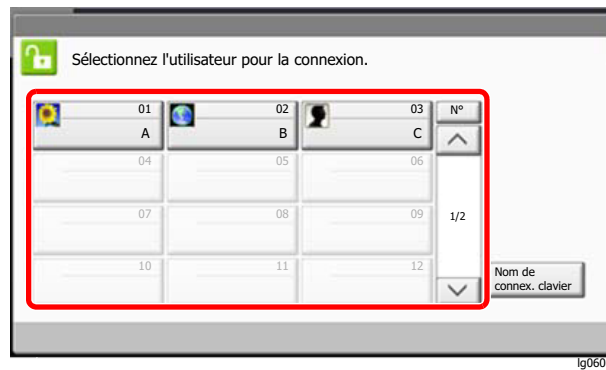 Sélectionnez l'utilisateur pour la connexion.
01 02 03 N°
A B C
04 05 06
07 08 09 1/2
10 11 12
Nom de
connex. clavier
lg060